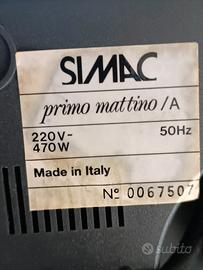 SIMAC
primo mattino/A
220V~ 50Hz
470W
Made in Italy
Nº 0067507
subito